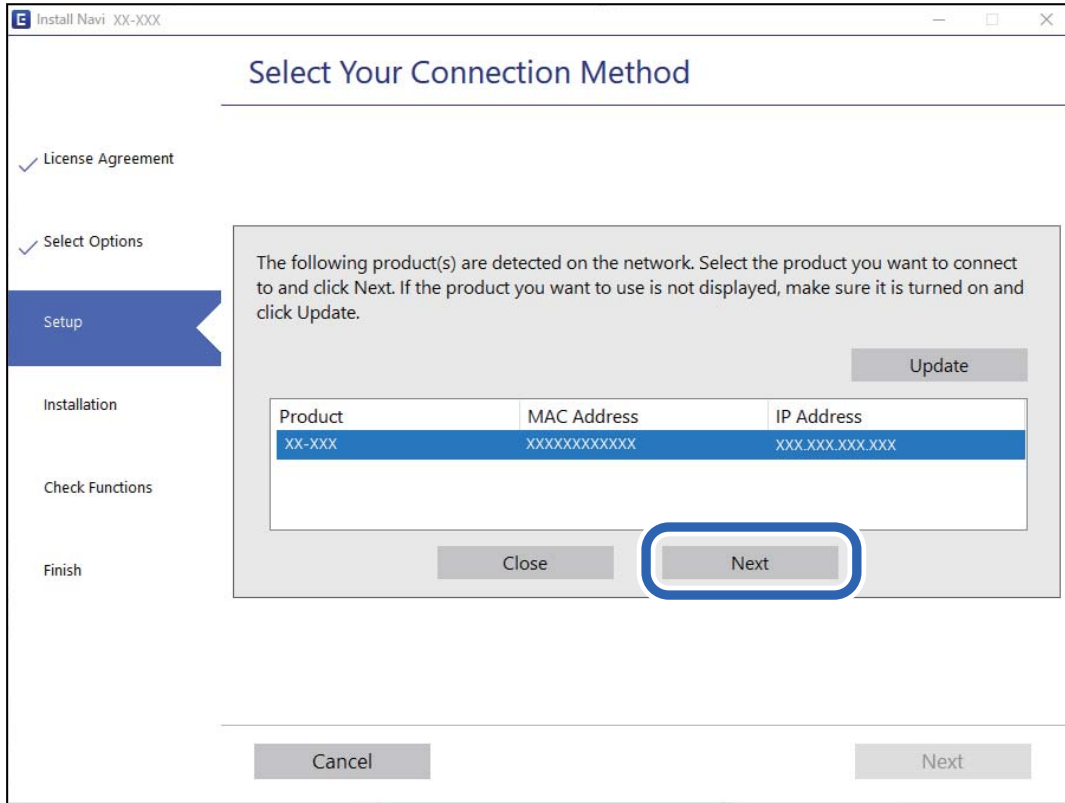 E Install Navi XX-XXX
Select Your Connection Method
License Agreement
Select Options
Setup
Installation
Check Functions
Finish
The following product(s) are detected on the network. Select the product you want to connect
to and click Next. If the product you want to use is not displayed, make sure it is turned on and
click Update.
Update
Product MAC Address IP Address
XX-XXX XXXXXXXXXXXX XXX.XXX.XXX.XXX
Close Next
Cancel Next